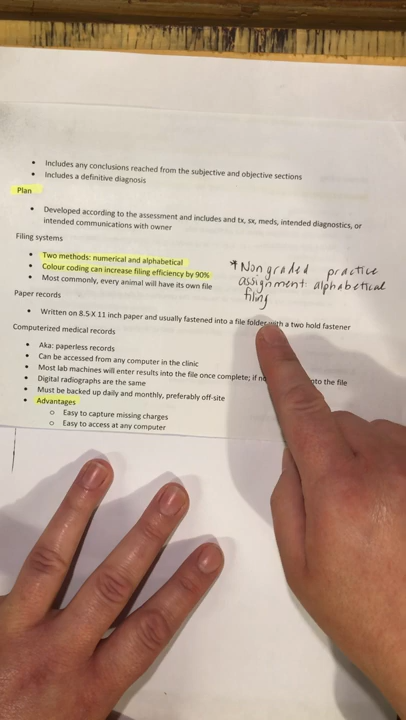 Includes any conclusions reached from the subjective and objective sections
Includes a definitive diagnosis
Plan
Developed according to the assessment and includes and tx, sx, meds, intended diagnostics, or
intended communications with owner
Filing systems
Two methods: numerical and alphabetical
Colour coding can increase filing efficiency by 90%
Most commonly, every animal will have its own file
*Non graded practice
assignment: alphabetical
filing
Paper records
Written on 8.5 X 11 inch paper and usually fastened into a file folder with a two hold fastener
Computerized medical records
Aka: paperless records
Can be accessed from any computer in the clinic
Most lab machines will enter results into the file once complete; if to the file
Digital radiographs are the same
Must be backed up daily and monthly, preferably off-site
Advantages
Easy to capture missing charges
Easy to access at any computer